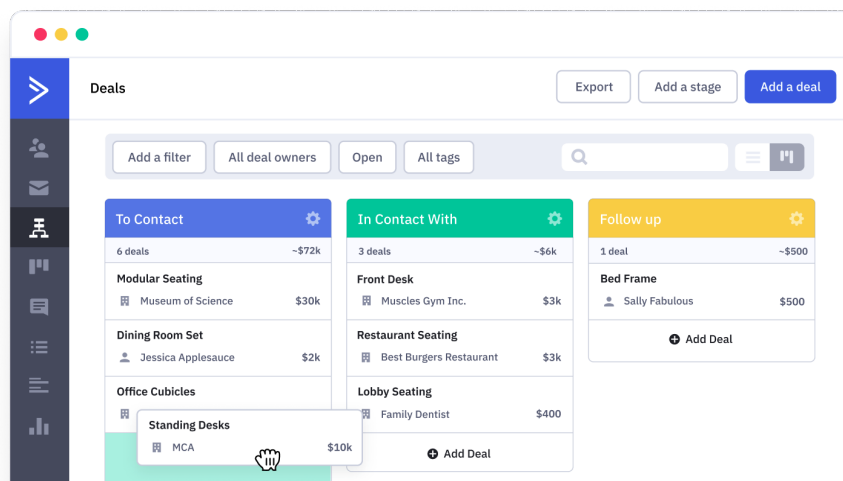 Deals
Export
Add a stage
Add a deal
Add a filter
All deal owners
Open
All tags
To Contact
6 deals
~$72k
Modular Seating
Museum of Science
$30k
Dining Room Set
Jessica Applesauce
$2k
Office Cubicles
Standing Desks
MCA
$10k
In Contact With
3 deals
~$6k
Front Desk
Muscles Gym Inc.
$3k
Restaurant Seating
Best Burgers Restaurant
$3k
Lobby Seating
Family Dentist
$400
Add Deal
Follow up
1 deal
~$500
Bed Frame
Sally Fabulous
$500
Add Deal